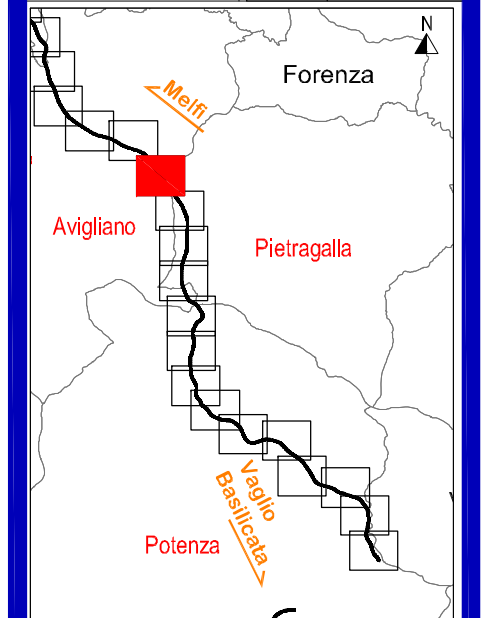 N
Forenza
Melfi
Avigliano
Pietragalla
Vaglio
Basilicata
Potenza